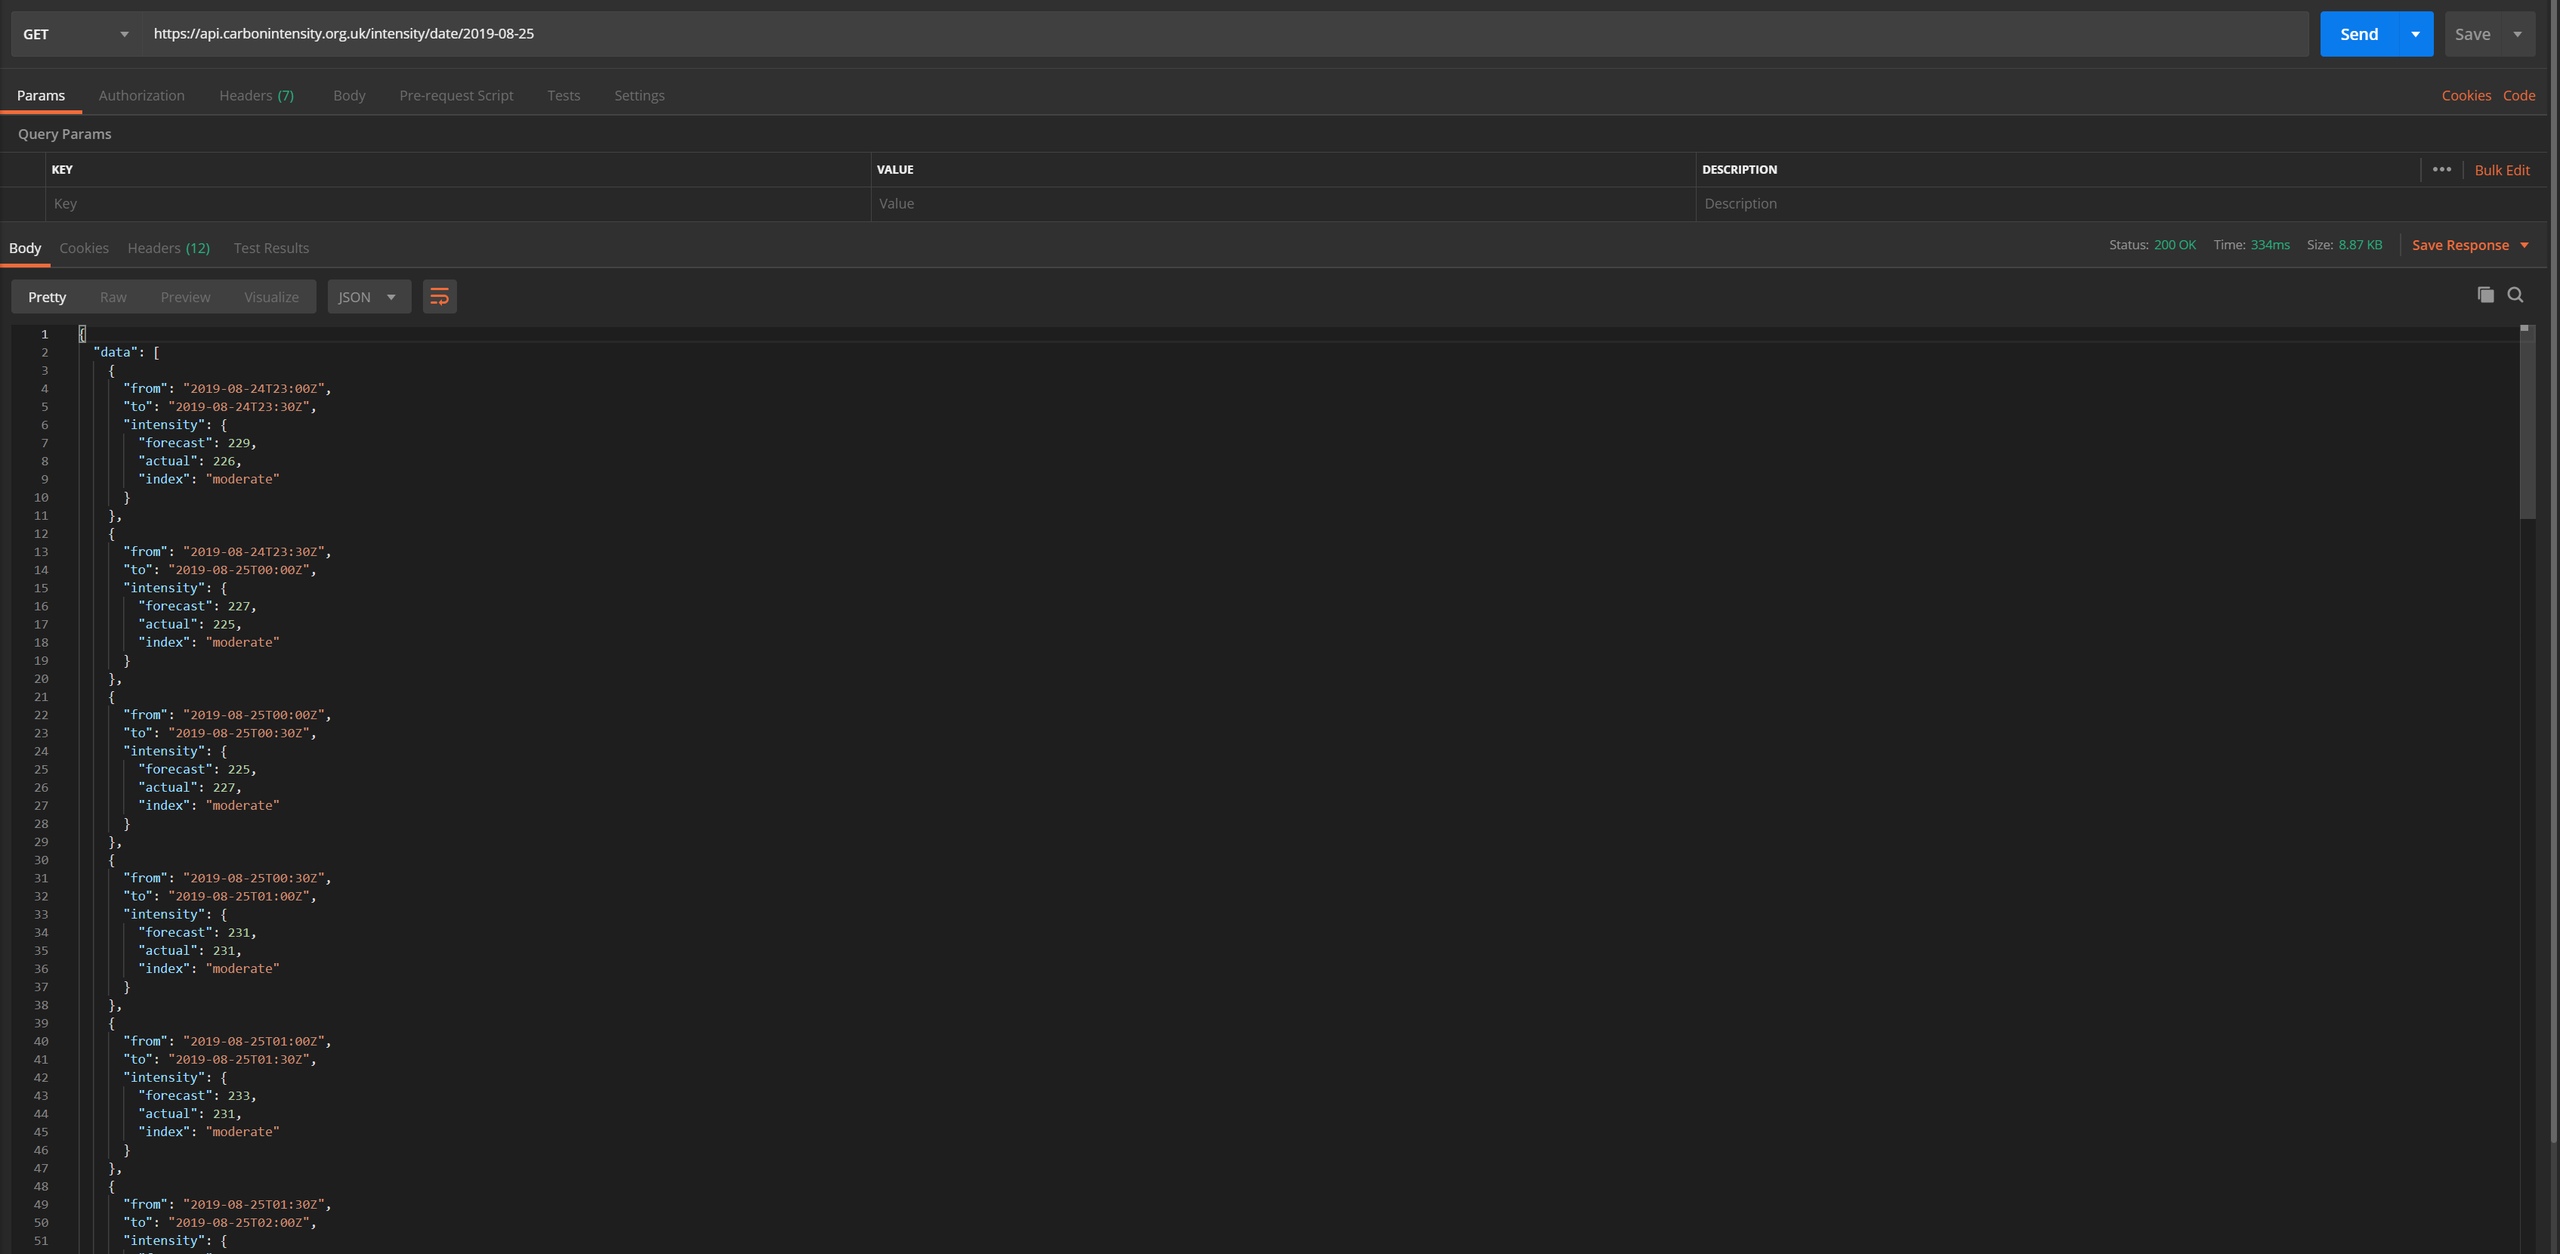 GET https://api.carbonintensity.org.uk/intensity/date/2019-08-25 Send Save
Params Authorization Headers (7) Body Pre-request Script Tests Settings Cookies Code
Query Params
KEY VALUE DESCRIPTION ••• Bulk Edit
Key Value Description
Body Cookies Headers (12) Test Results Status: 200 OK Time: 334ms Size: 8.87 KB Save Response
Pretty Raw Preview Visualize JSON
1 {
2 "data": [
3 {
4 "from": "2019-08-24T23:00Z",
5 "to": "2019-08-24T23:30Z",
6 "intensity": {
7 "forecast": 229,
8 "actual": 226,
9 "index": "moderate"
10 }
11 },
12 {
13 "from": "2019-08-24T23:30Z",
14 "to": "2019-08-25T00:00Z",
15 "intensity": {
16 "forecast": 227,
17 "actual": 225,
18 "index": "moderate"
19 }
20 },
21 {
22 "from": "2019-08-25T00:00Z",
23 "to": "2019-08-25T00:30Z",
24 "intensity": {
25 "forecast": 225,
26 "actual": 227,
27 "index": "moderate"
28 }
29 },
30 {
31 "from": "2019-08-25T00:30Z",
32 "to": "2019-08-25T01:00Z",
33 "intensity": {
34 "forecast": 231,
35 "actual": 231,
36 "index": "moderate"
37 }
38 },
39 {
40 "from": "2019-08-25T01:00Z",
41 "to": "2019-08-25T01:30Z",
42 "intensity": {
43 "forecast": 233,
44 "actual": 231,
45 "index": "moderate"
46 }
47 },
48 {
49 "from": "2019-08-25T01:30Z",
50 "to": "2019-08-25T02:00Z",
51 "intensity": {